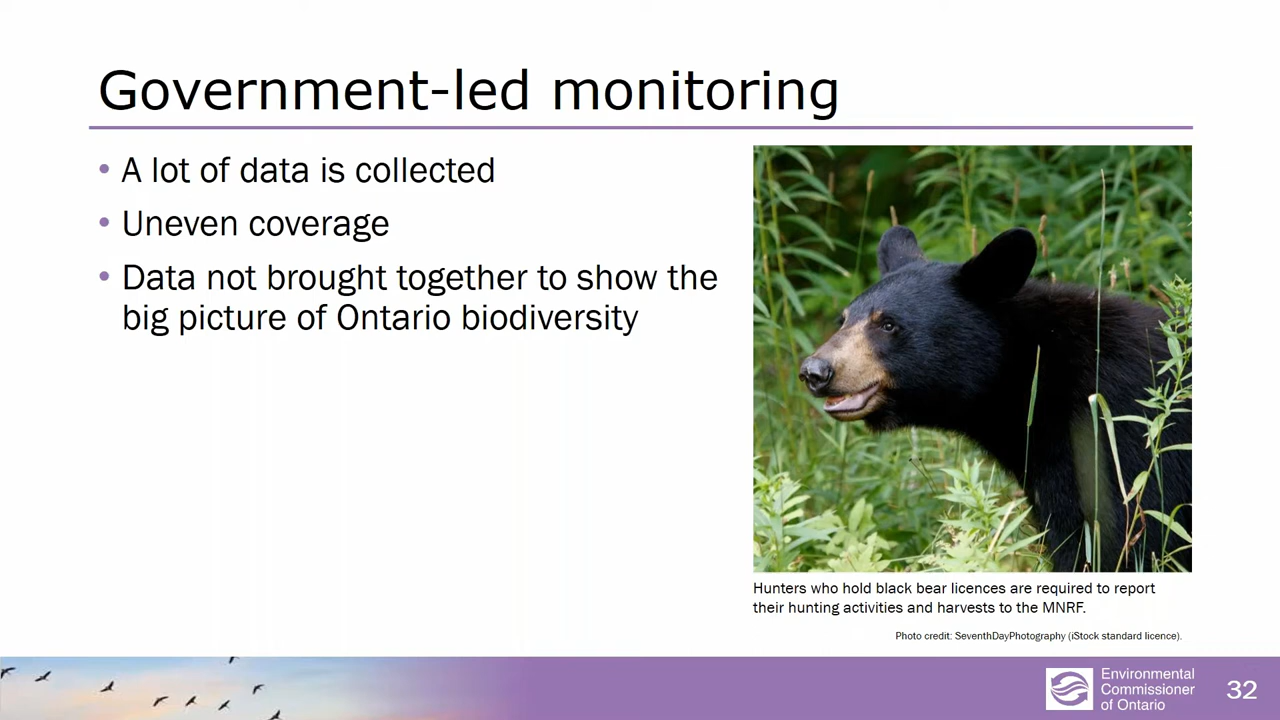 Government-led monitoring
• A lot of data is collected
• Uneven coverage
• Data not brought together to show the
big picture of Ontario biodiversity
Hunters who hold black bear licences are required to report
their hunting activities and harvests to the MNRF.
Photo credit: SeventhDayPhotography (iStock standard licence).
Environmental
Commissioner
of Ontario
32